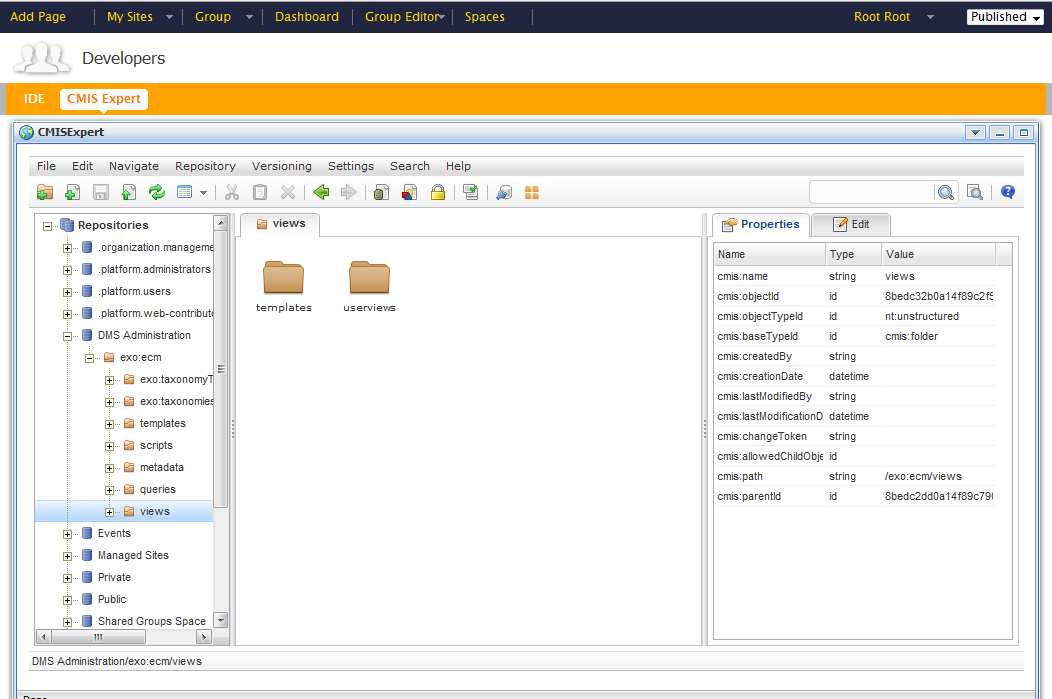 Add Page My Sites Group Dashboard Group Editor Spaces Root Root Published
Developers
IDE CMIS Expert
CMISExpert
File Edit Navigate Repository Versioning Settings Search Help
Repositories
.organization.manageme
.platform.administrators
.platform.users
.platform.web-contribut
DMS Administration
exo:ecm
exo:taxonomyT
exo:taxonomies
templates
scripts
metadata
queries
views
Events
Managed Sites
Private
Public
Shared Groups Space
views
templates userviews
Properties Edit
Name Type Value
cmis:name string views
cmis:objectId id 8bedc32b0a14f89c2f5
cmis:objectTypeId id nt:unstructured
cmis:baseTypeId id cmis:folder
cmis:createdBy string
cmis:creationDate datetime
cmis:lastModifiedBy string
cmis:lastModificationD datetime
cmis:changeToken string
cmis:allowedChildObje id
cmis:path string /exo:ecm/views
cmis:parentId id 8bedc2dd0a14f89c790
DMS Administration/exo:ecm/views